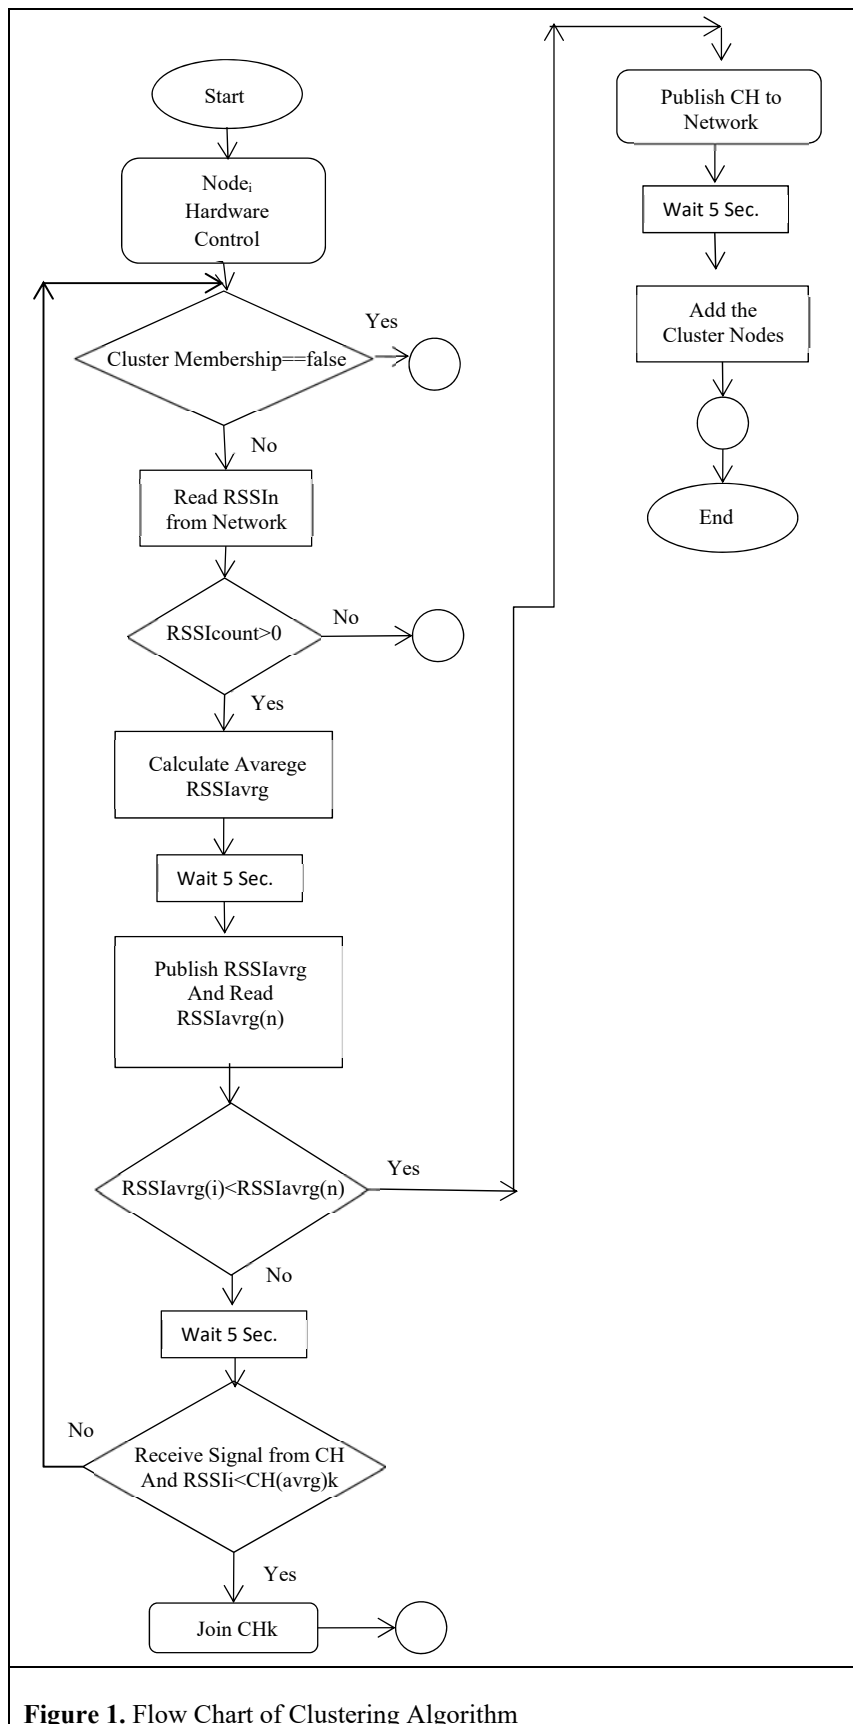 Start
Nodeᵢ
Hardware
Control
Cluster Membership==false
Yes
No
Read RSSIn
from Network
RSSIcount>0
No
Yes
Calculate Avarege
RSSIavrg
Wait 5 Sec.
Publish RSSIavrg
And Read
RSSIavrg(n)
RSSIavrg(i)<RSSIavrg(n)
Yes
No
Wait 5 Sec.
No
Receive Signal from CH
And RSSIi<CH(avrg)k
Yes
Join CHk
Publish CH to
Network
Wait 5 Sec.
Add the
Cluster Nodes
End
Figure 1. Flow Chart of Clustering Algorithm